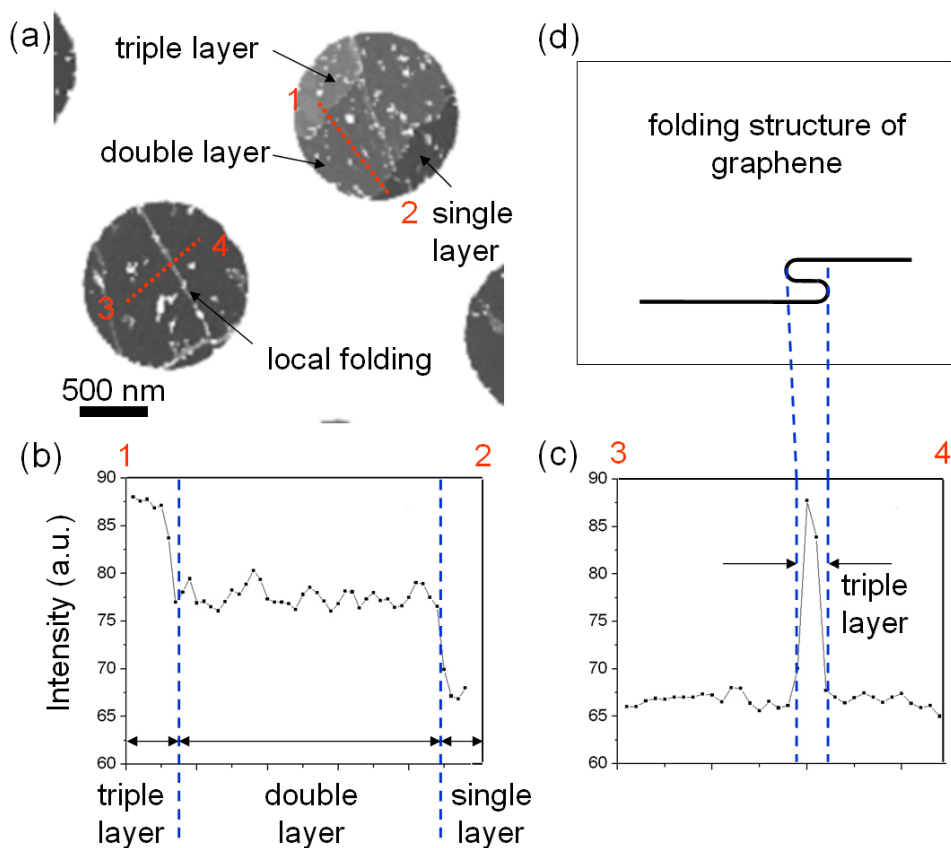 (a)
triple layer
1
double layer
2 single
layer
4
3
local folding
500 nm
(d)
folding structure of
graphene
(b)
1
2
90
85
80
75
70
65
60
Intensity (a.u.)
triple
layer
double
layer
single
layer
(c)
3
4
90
85
80
75
70
65
60
triple
layer